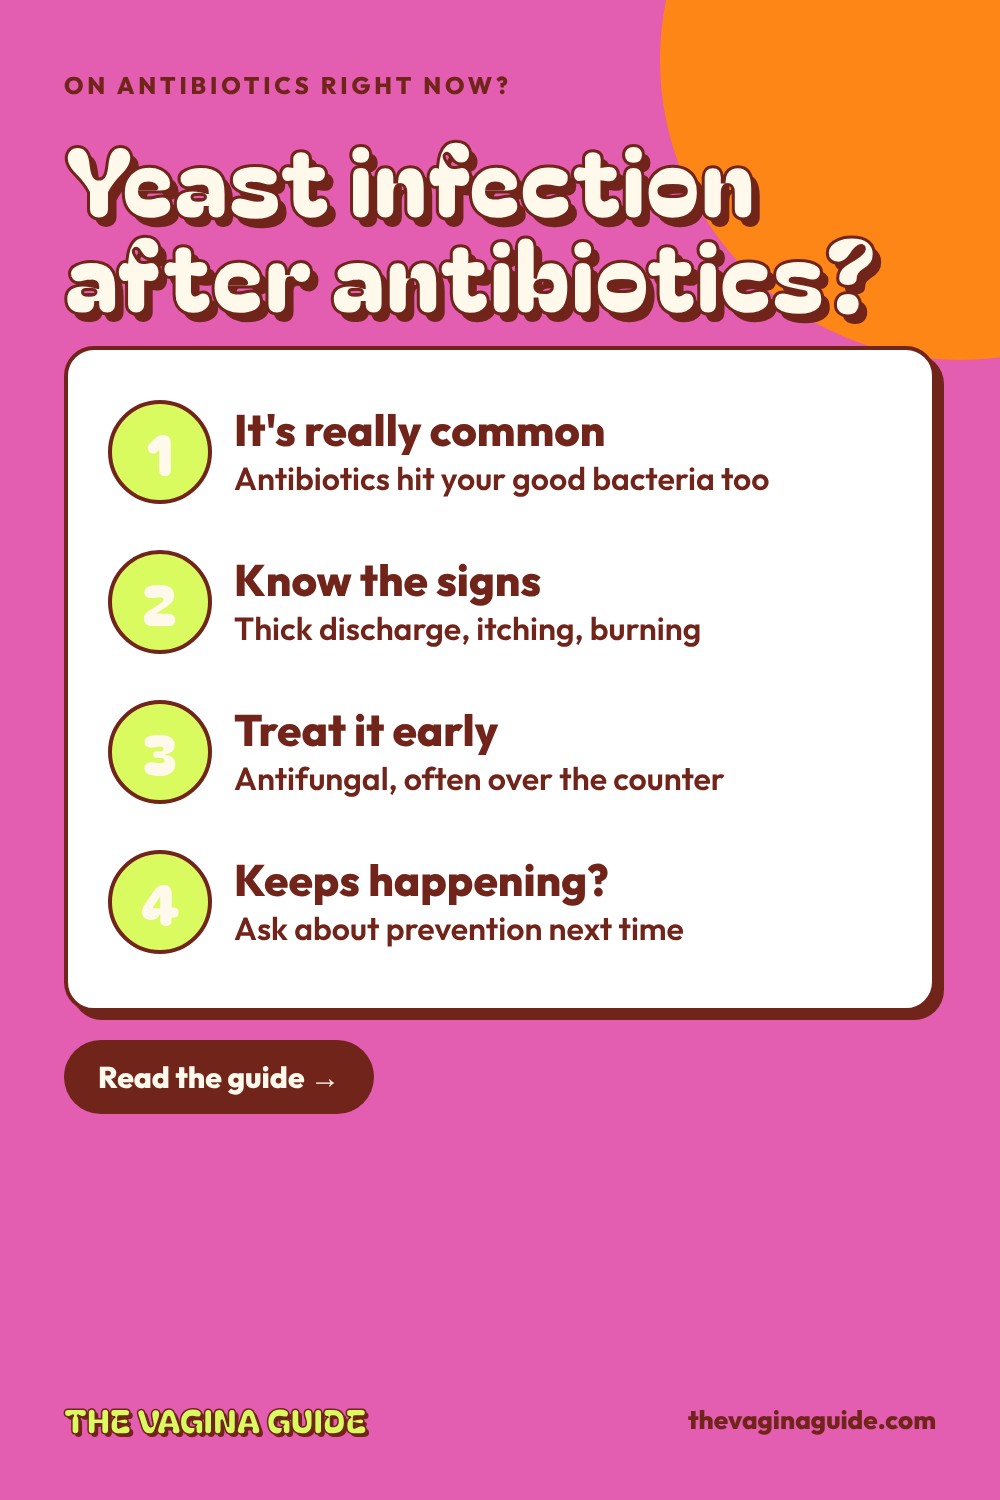 ON ANTIBIOTICS RIGHT NOW?
Yeast infection
after antibiotics?
1
It's really common
Antibiotics hit your good bacteria too
2
Know the signs
Thick discharge, itching, burning
3
Treat it early
Antifungal, often over the counter
4
Keeps happening?
Ask about prevention next time
Read the guide →
THE VAGINA GUIDE
thevaginaguide.com